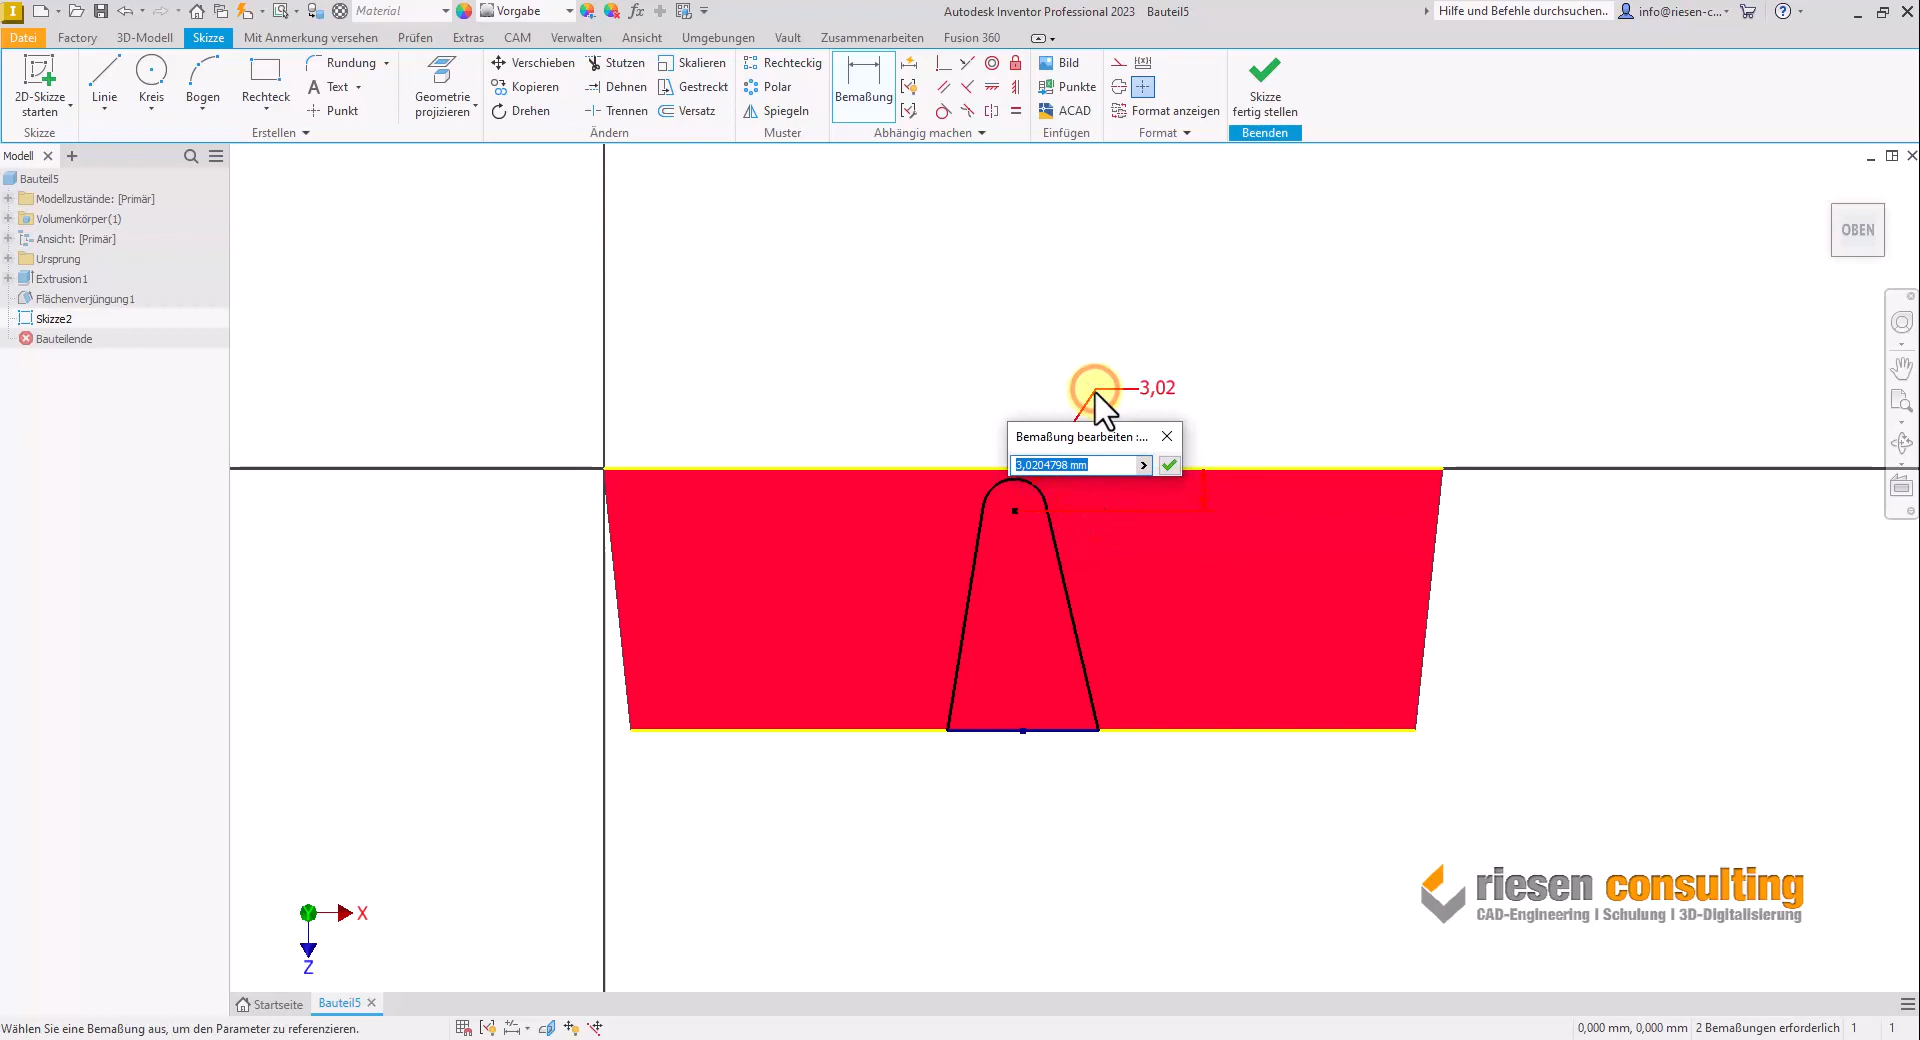 Material
Vorgabe
Autodesk Inventor Professional 2023 Bauteil5
Hilfe und Befehle durchsuchen..
info@riesen-c...
Datei
Factory
3D-Modell
Skizze
Mit Anmerkung versehen
Prüfen
Extras
CAM
Verwalten
Ansicht
Umgebungen
Vault
Zusammenarbeiten
Fusion 360
2D-Skizze
starten
Linie
Kreis
Bogen
Rechteck
Rundung
Text
Punkt
Geometrie
projizieren
Verschieben
Kopieren
Drehen
Stutzen
Dehnen
Trennen
Skalieren
Gestreckt
Versatz
Rechteckig
Polar
Spiegeln
Bemaßung
Bild
Punkte
ACAD
Format anzeigen
Skizze
fertig stellen
Skizze
Erstellen
Ändern
Muster
Abhängig machen
Einfügen
Format
Beenden
Modell
Bauteil5
Modellzustände: [Primär]
Volumenkörper(1)
Ansicht: [Primär]
Ursprung
Extrusion1
Flächenverjüngung1
Skizze2
Bauteilende
OBEN
3,02
Bemaßung bearbeiten :...
3,0204798 mm
X
Z
riesen consulting
CAD-Engineering | Schulung | 3D-Digitalisierung
Startseite
Bauteil5
Wählen Sie eine Bemaßung aus, um den Parameter zu referenzieren.
0,000 mm, 0,000 mm
2 Bemaßungen erforderlich
1
1